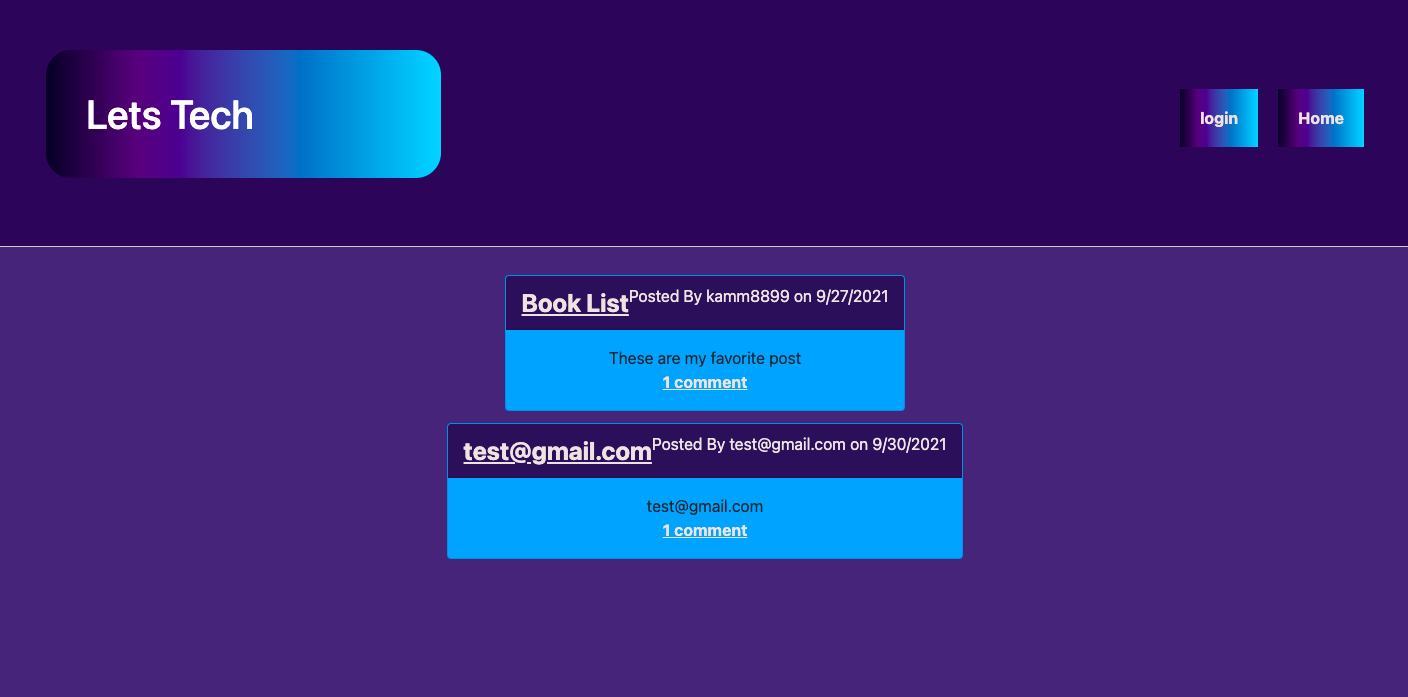 Lets Tech
login Home
Book List Posted By kamm8899 on 9/27/2021
These are my favorite post
1 comment
test@gmail.com Posted By test@gmail.com on 9/30/2021
test@gmail.com
1 comment